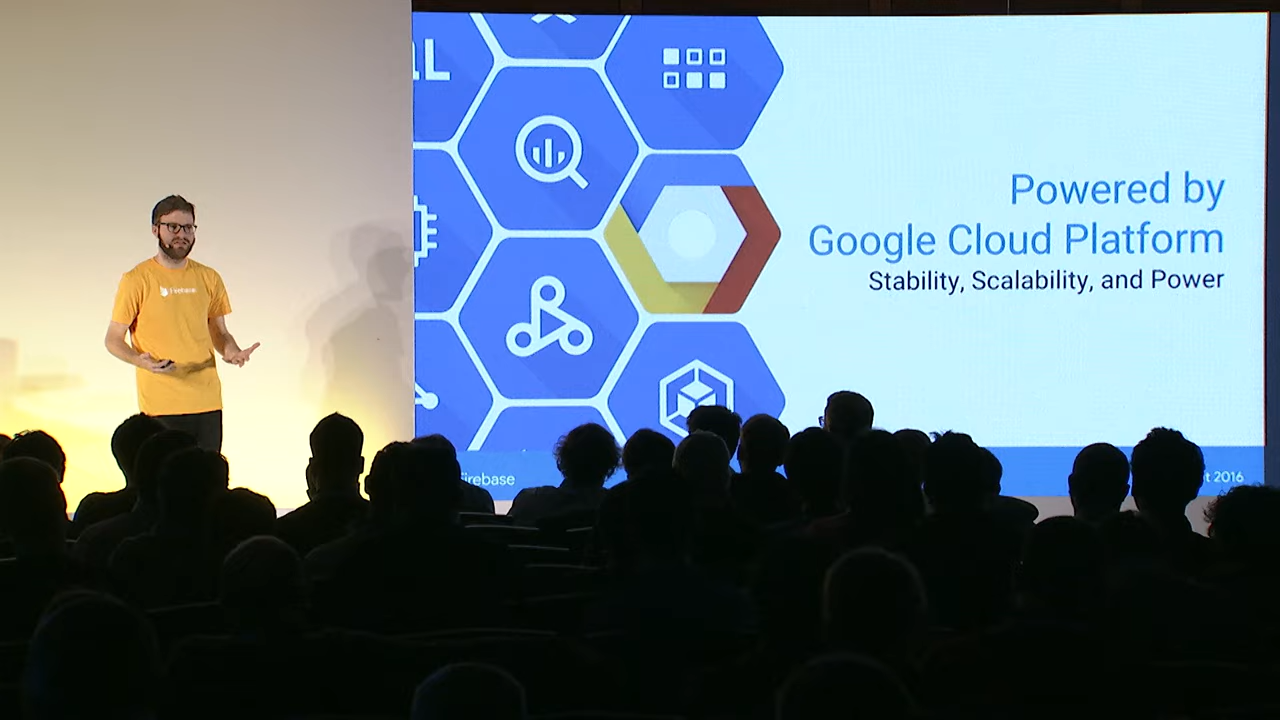 Powered by
Google Cloud Platform
Stability, Scalability, and Power
Firebase
2016